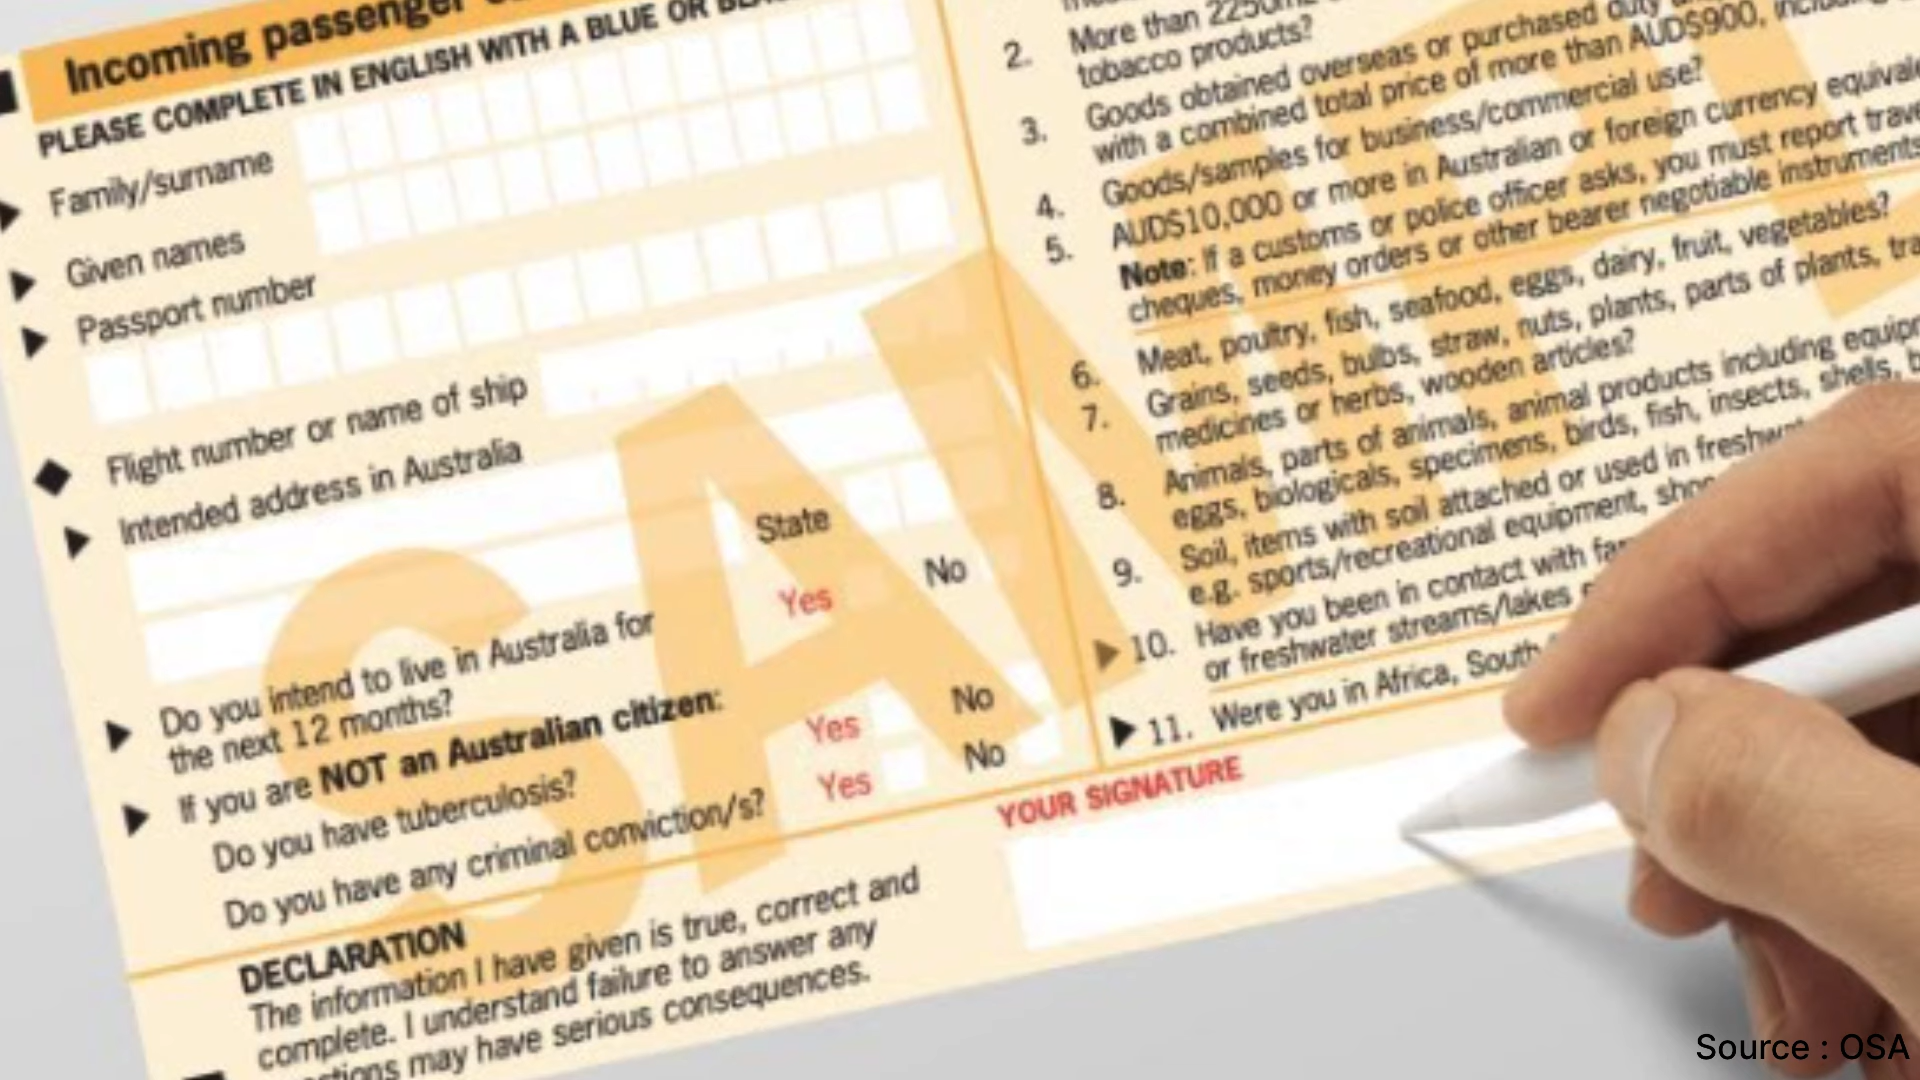 Incoming passenger
PLEASE COMPLETE IN ENGLISH WITH A BLUE OR
Family/surname
Given names
Passport number
Flight number or name of ship
Intended address in Australia
State
Do you intend to live in Australia for
the next 12 months?
Yes
No
If you are NOT an Australian citizen:
Do you have tuberculosis?
Yes
No
Do you have any criminal conviction/s?
Yes
No
DECLARATION
The information I have given is true, correct and
complete. I understand failure to answer any
may have serious consequences.
YOUR SIGNATURE
2. More than
tobacco products?
3. Goods obtained overseas or purchased duty
with a combined total price of more than AUD$900,
4. Goods/samples for business/commercial use?
5. AUD$10,000 or more in Australian or foreign currency
Note: If a customs or police officer asks, you must report
cheques, money orders or other bearer negotiable instruments
6. Meat, poultry, fish, seafood, eggs, dairy, fruit, vegetables?
7. Grains, seeds, bulbs, straw, nuts, plants, parts of plants,
medicines or herbs, wooden articles?
8. Animals, parts of animals, animal products including
eggs, biologicals, specimens, birds, fish, insects, shells,
9. Soil, items with soil attached or used in
e.g. sports/recreational equipment,
10. Have you been in contact with
or freshwater streams/lakes
11. Were you in Africa, South
Source : OSA